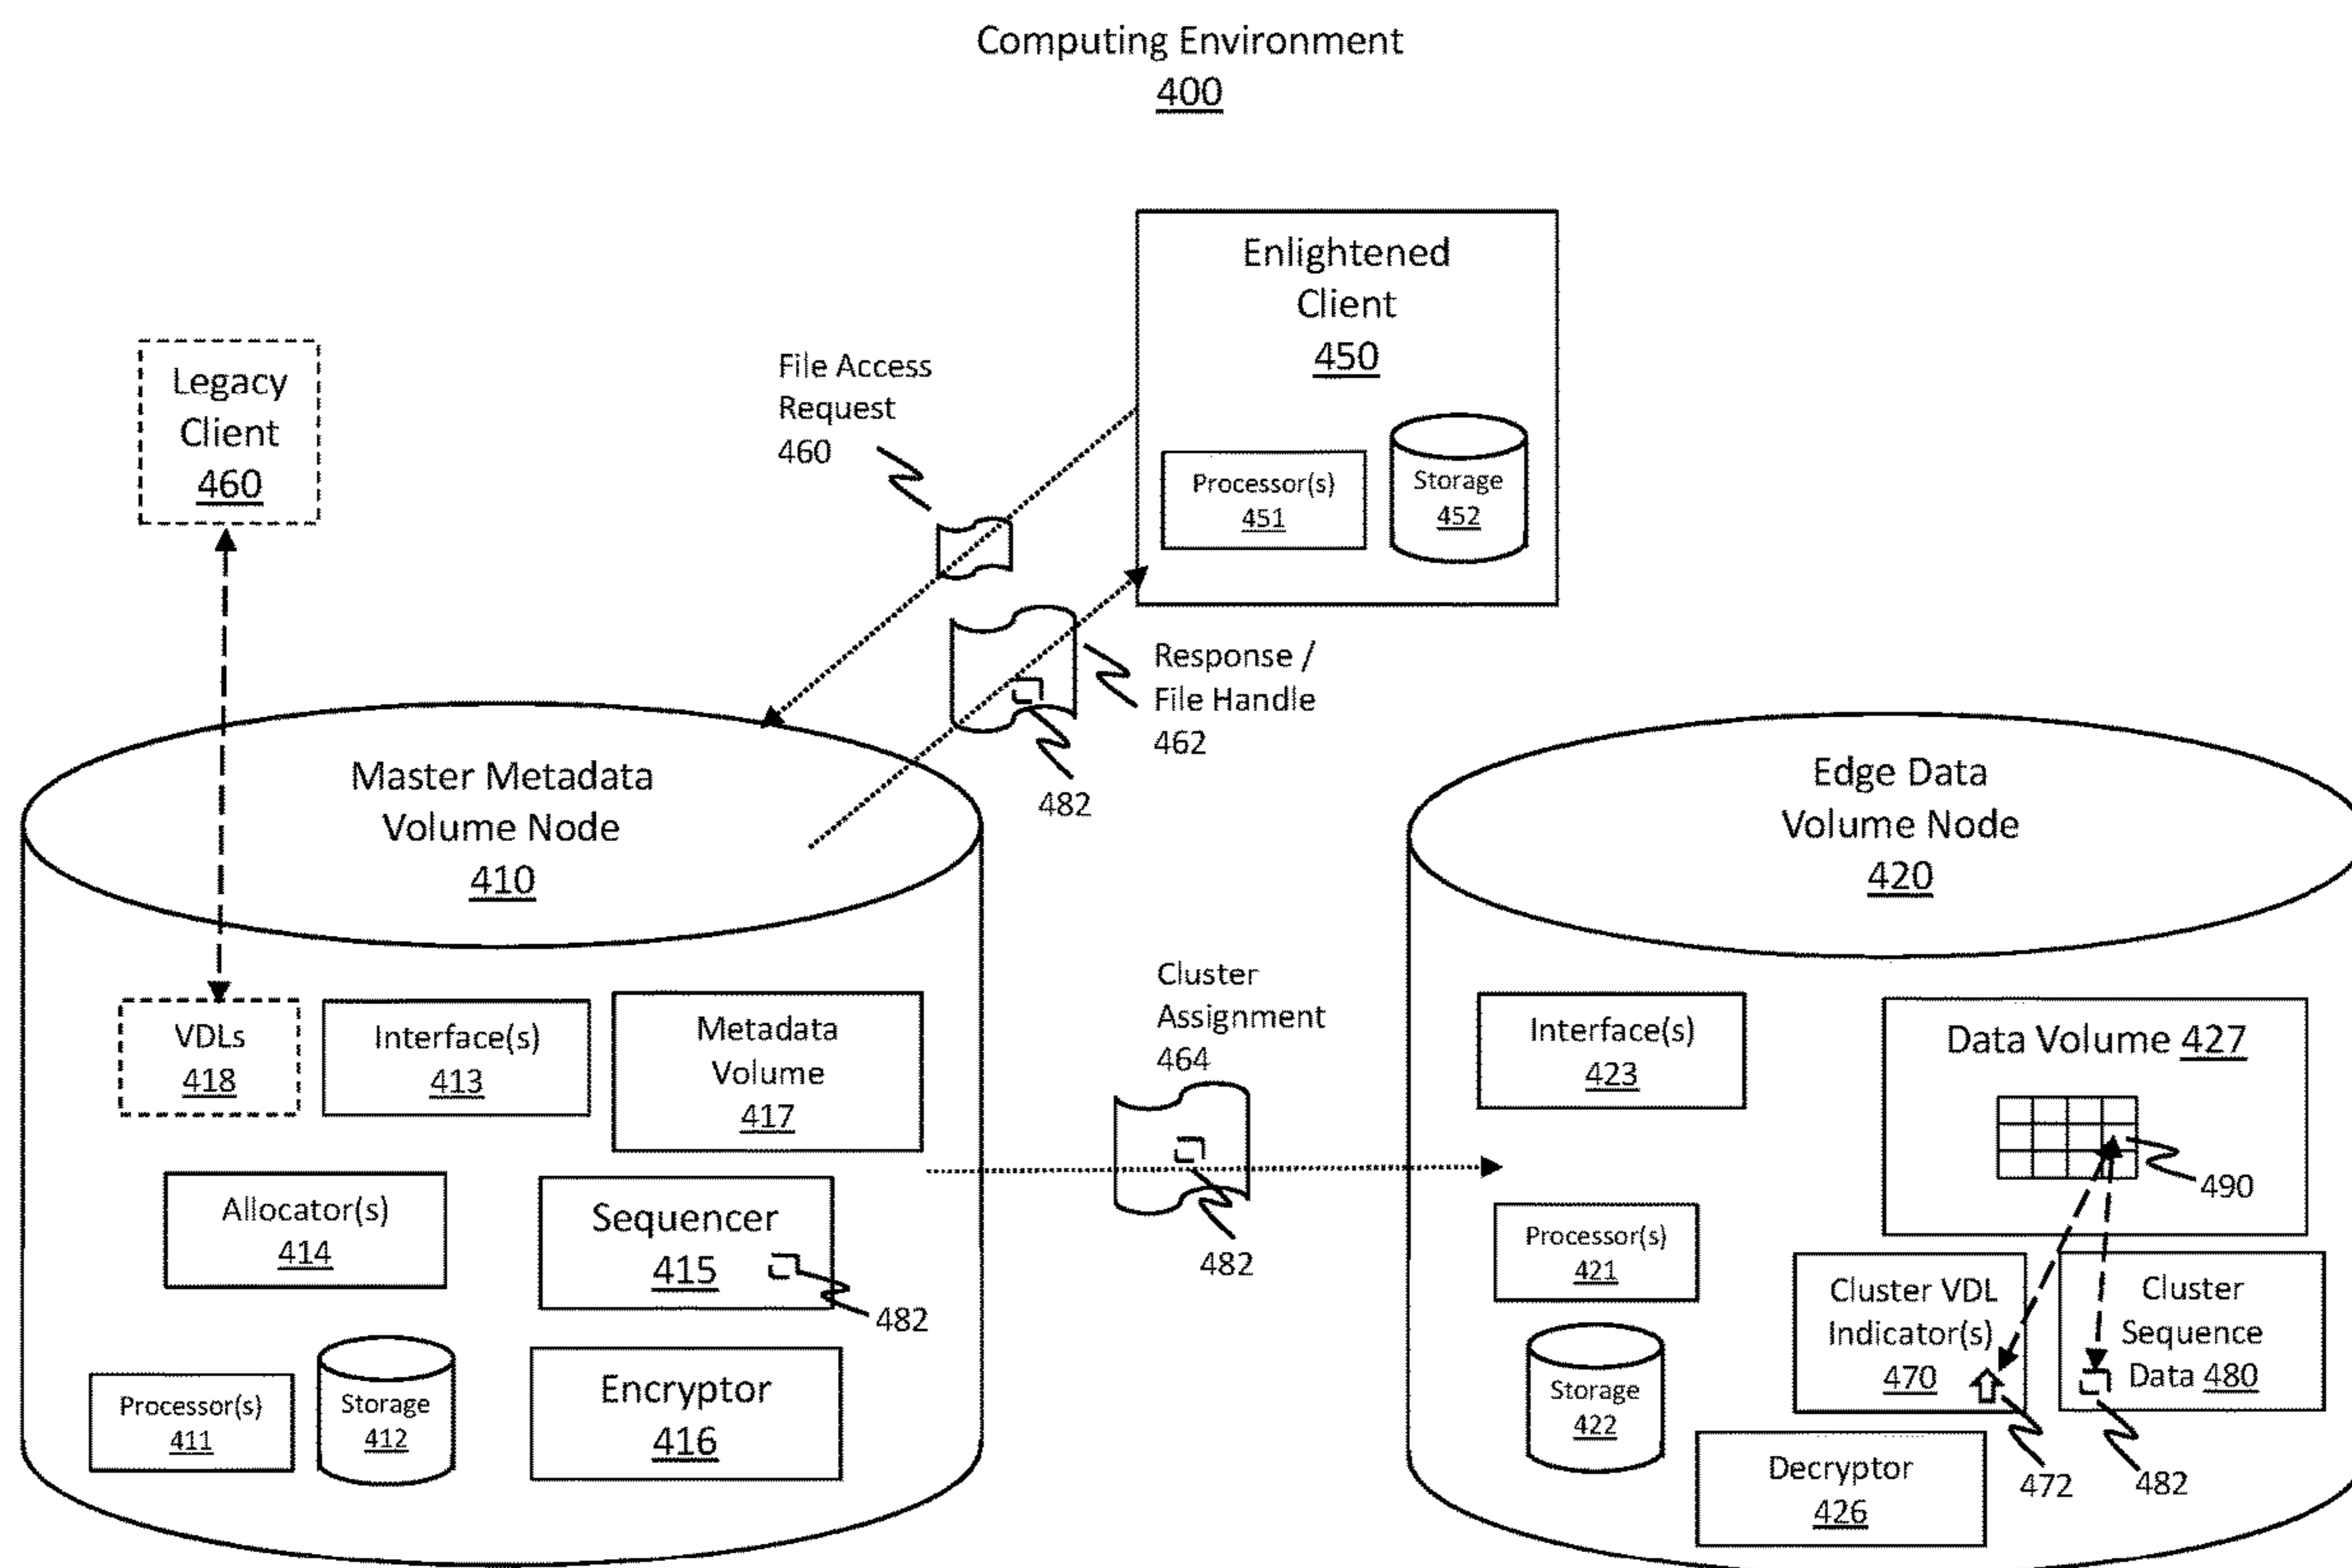 Computing Environment
400
Enlightened
Client
450
Processor(s)
451
Storage
452
Legacy
Client
460
File Access
Request
460
Response /
File Handle
462
482
Master Metadata
Volume Node
410
VDLs
418
Interface(s)
413
Metadata
Volume
417
Allocator(s)
414
Sequencer
415
482
Processor(s)
411
Storage
412
Encryptor
416
Cluster
Assignment
464
482
Edge Data
Volume Node
420
Interface(s)
423
Data Volume 427
490
Processor(s)
421
Cluster VDL
Indicator(s)
470
Cluster
Sequence
Data 480
Storage
422
472
482
Decryptor
426